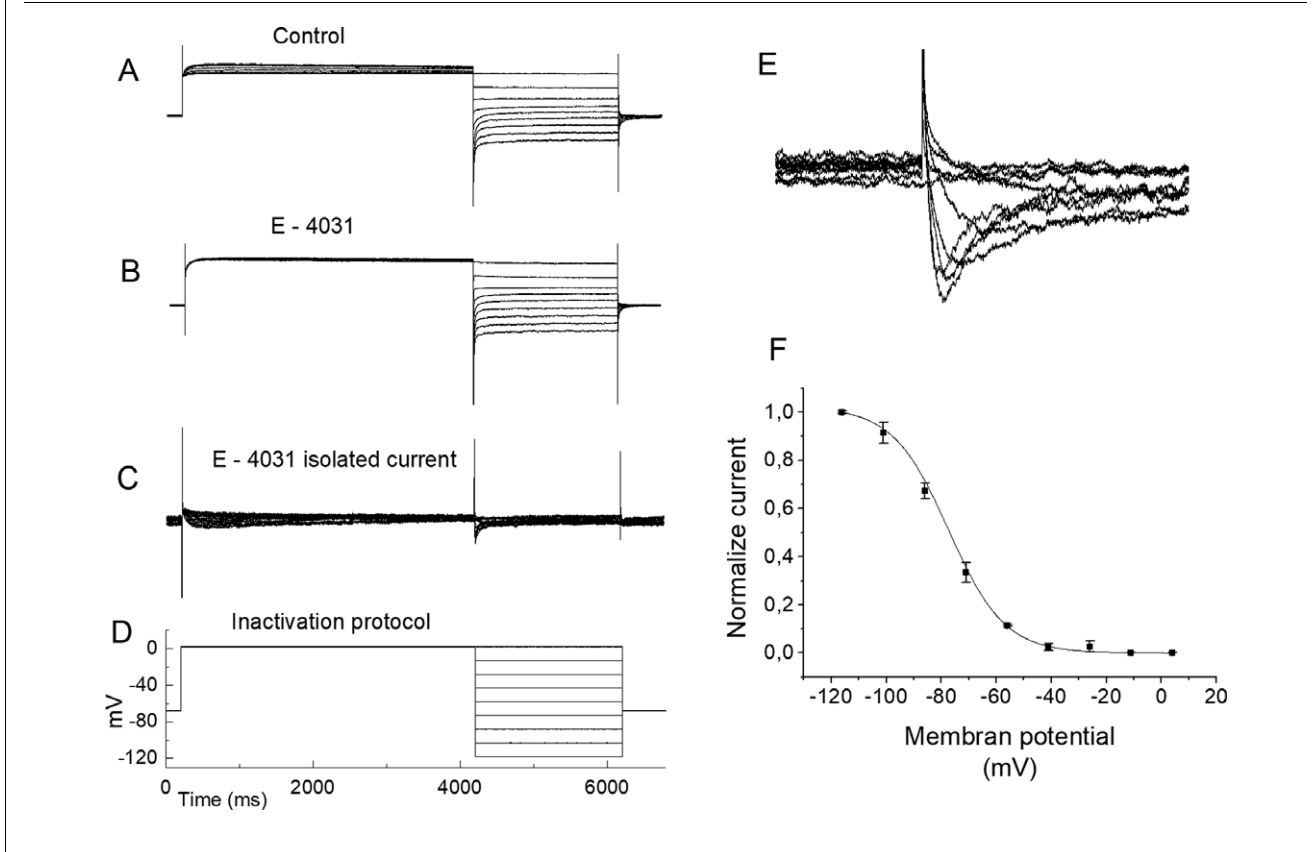 Control
A
E - 4031
B
E - 4031 isolated current
C
Inactivation protocol
D
0
-40
-80
-120
mV
0
2000
4000
6000
Time (ms)
E
F
1,0
0,8
0,6
0,4
0,2
0,0
Normalize current
-120
-100
-80
-60
-40
-20
0
20
Membran potential
(mV)